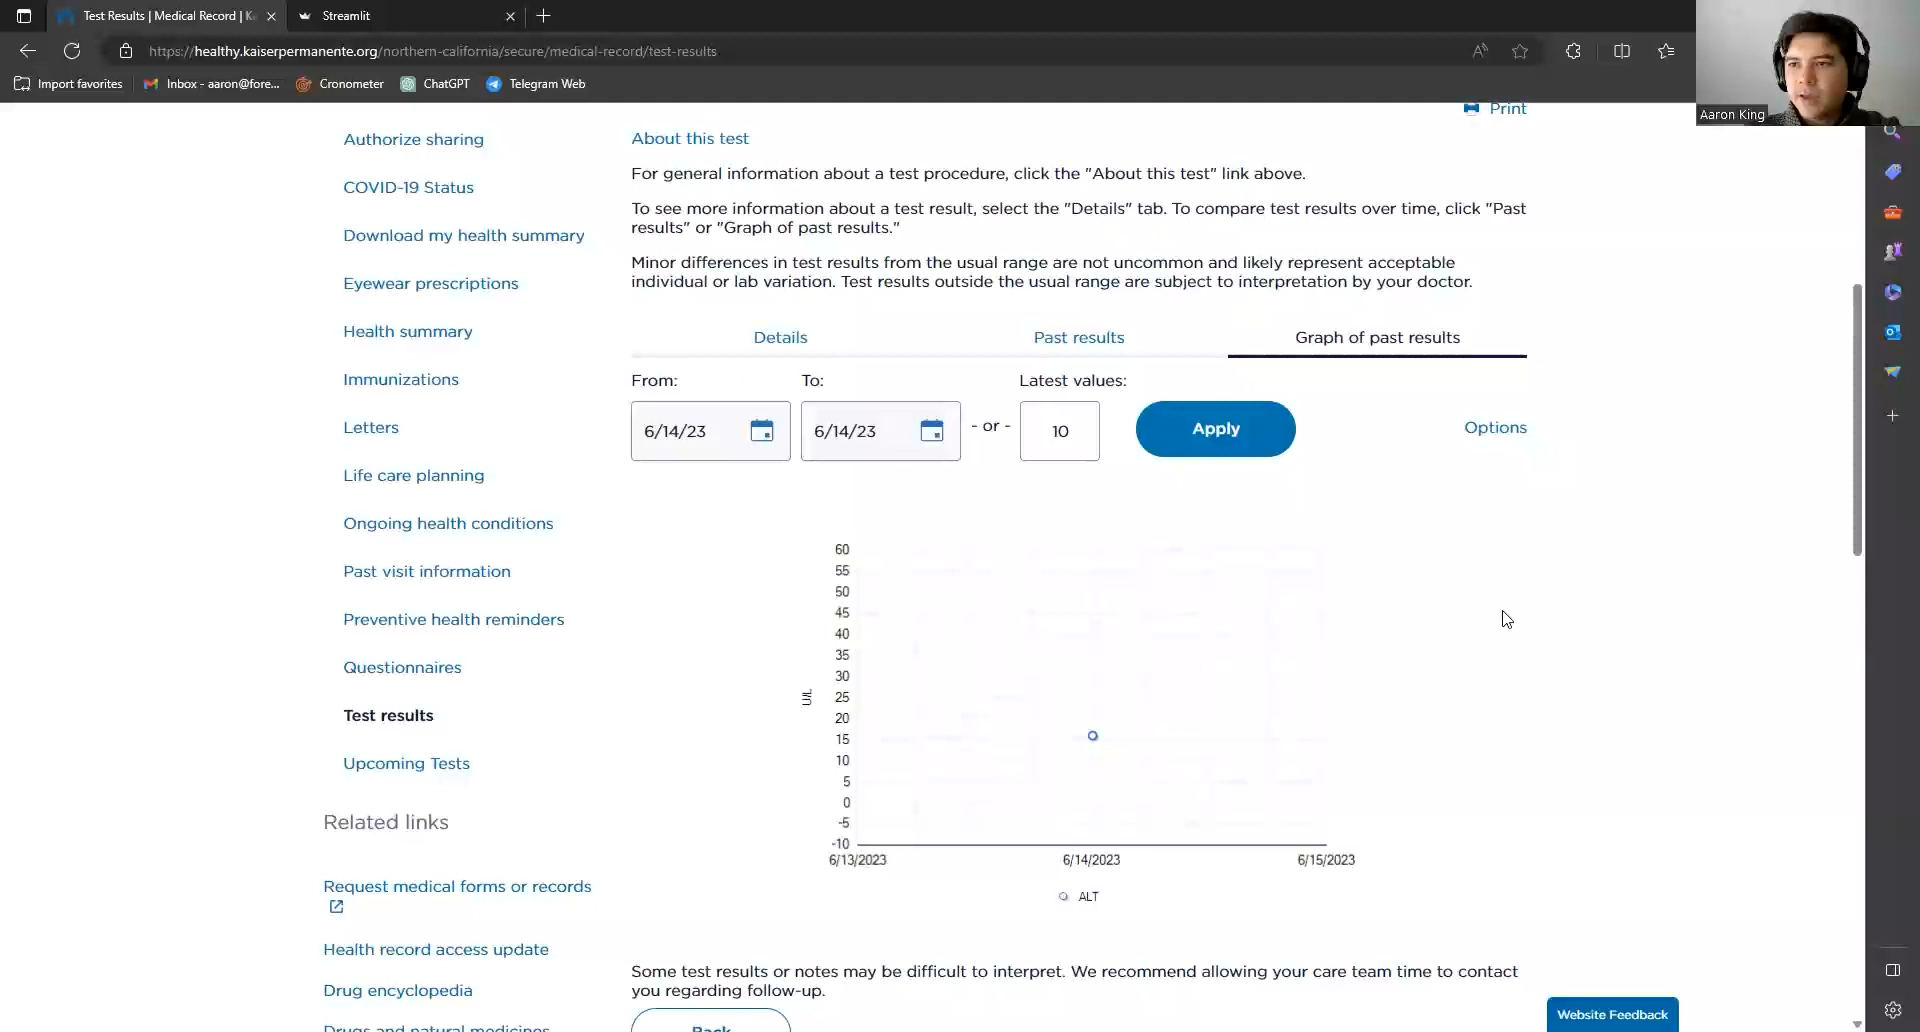 Test Results | Medical Record | K
Streamlit
https://healthy.kaiserpermanente.org/northern-california/secure/medical-record/test-results
Import favorites
Inbox - aaron@fore...
Cronometer
ChatGPT
Telegram Web
Aaron King
Print
Authorize sharing
COVID-19 Status
Download my health summary
Eyewear prescriptions
Health summary
Immunizations
Letters
Life care planning
Ongoing health conditions
Past visit information
Preventive health reminders
Questionnaires
Test results
Upcoming Tests
Related links
Request medical forms or records
Health record access update
Drug encyclopedia
Drugs and natural medicines
About this test
For general information about a test procedure, click the "About this test" link above.
To see more information about a test result, select the "Details" tab. To compare test results over time, click "Past
results" or "Graph of past results."
Minor differences in test results from the usual range are not uncommon and likely represent acceptable
individual or lab variation. Test results outside the usual range are subject to interpretation by your doctor.
Details
Past results
Graph of past results
From:
To:
Latest values:
6/14/23
6/14/23
- or -
10
Apply
Options
60
55
50
45
40
35
30
25
20
15
10
5
0
-5
-10
U/L
6/13/2023
6/14/2023
6/15/2023
ALT
Some test results or notes may be difficult to interpret. We recommend allowing your care team time to contact
you regarding follow-up.
Back
Website Feedback